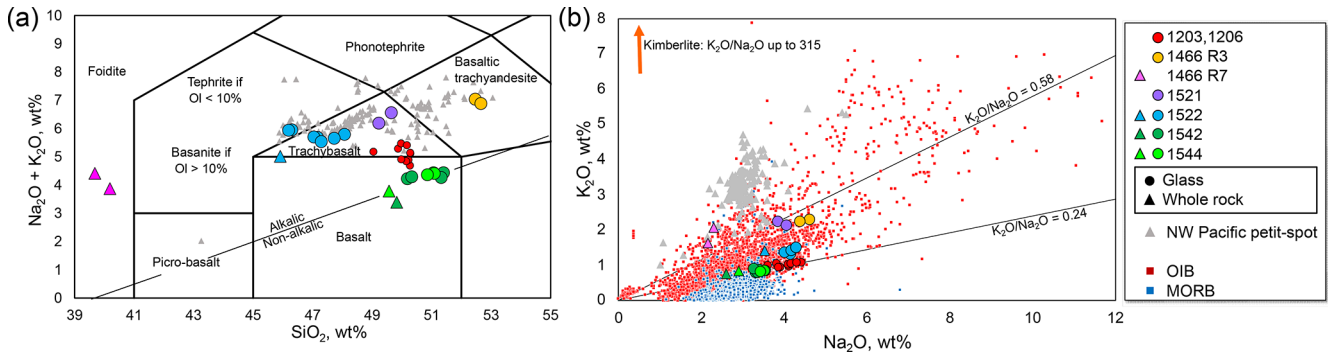 (a)
10
9
8
7
6
5
4
3
2
1
0
Na₂O + K₂O, wt%
Foidite
Phonotephrite
Tephrite if
Ol < 10%
Basaltic
trachyandesite
Basanite if
Ol > 10%
Trachybasalt
Alkalic
Non-alkalic
Basalt
Picro-basalt
39 41 43 45 47 49 51 53 55
SiO₂, wt%
(b)
8
7
6
5
4
3
2
1
0
K₂O, wt%
Kimberlite: K₂O/Na₂O up to 315
K₂O/Na₂O = 0.58
K₂O/Na₂O = 0.24
0 2 4 6 8 10 12
Na₂O, wt%
1203,1206
1466 R3
1466 R7
1521
1522
1542
1544
Glass
Whole rock
NW Pacific petit-spot
OIB
MORB